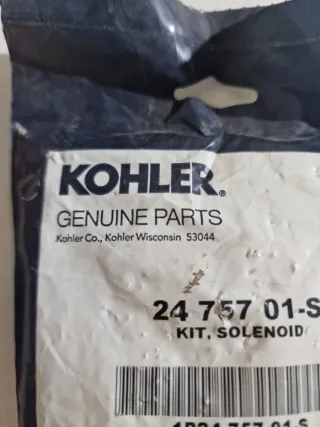 KOHLER®
GENUINE PARTS
Kohler Co., Kohler Wisconsin 53044
24 757 01-S
KIT, SOLENOID